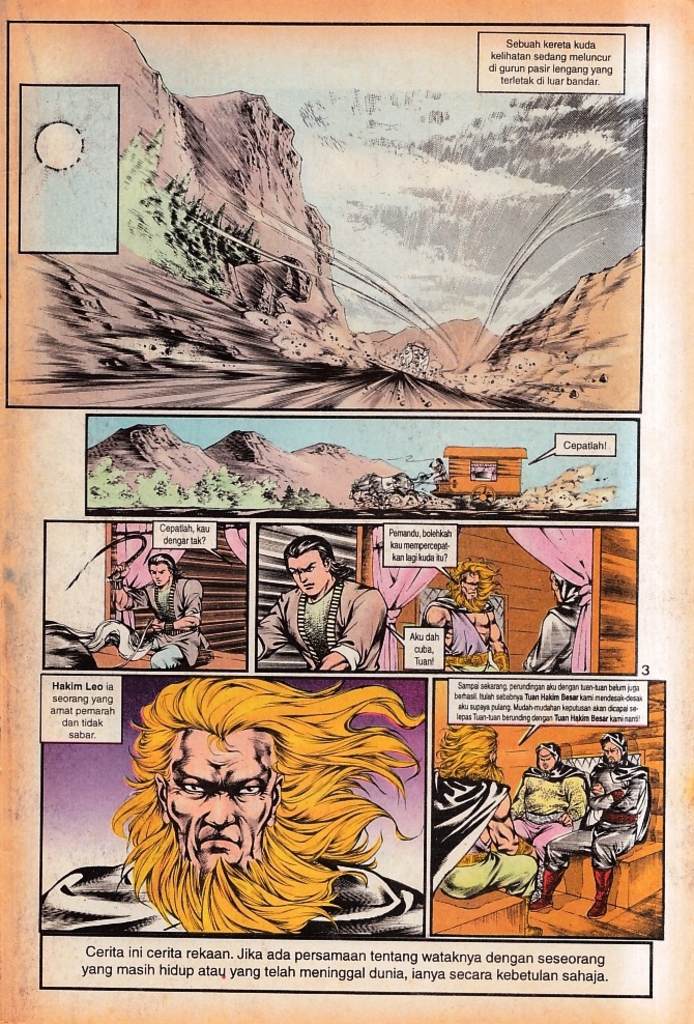 Sebuah kereta kuda
kelihatan sedang meluncur
di gurun pasir lengang yang
terletak di luar bandar.
Cepatlah!
Cepatlah, kau
dengar tak?
Pemandu, bolehkah
kau mempercepat-
kan lagi kuda itu?
Aku dah
cuba,
Tuan!
3
Hakim Leo ia
seorang yang
amat pemarah
dan tidak
sabar.
Sampai sekarang, perundingan aku dengan tuan-tuan belum juga
berhasil. Itulah sebabnya Tuan Hakim Besar kami mendesak-desak
aku supaya pulang. Mudah-mudahan keputusan akan dicapai se-
lepas Tuan-tuan berunding dengan Tuan Hakim Besar kami nanti!
Cerita ini cerita rekaan. Jika ada persamaan tentang wataknya dengan seseorang
yang masih hidup atau yang telah meninggal dunia, ianya secara kebetulan sahaja.